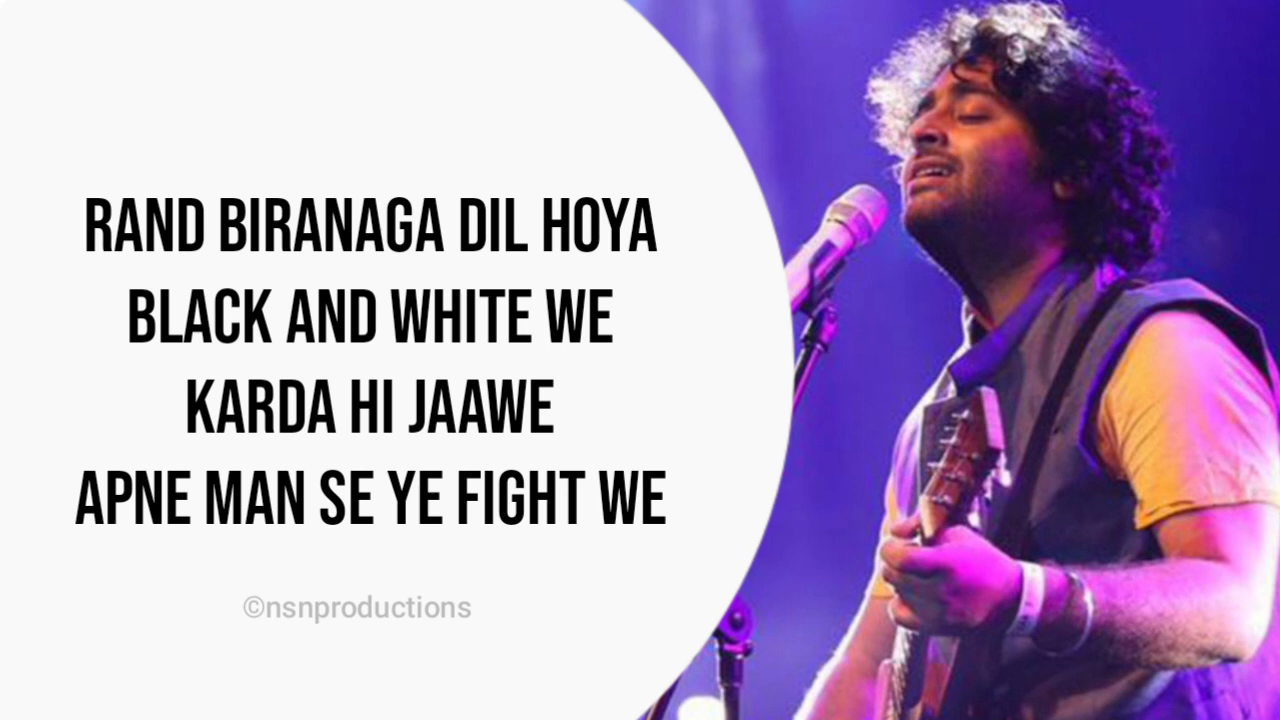 RAND BIRANAGA DIL HOYA
BLACK AND WHITE WE
KARDA HI JAAWE
APNE MAN SE YE FIGHT WE
©nsnproductions